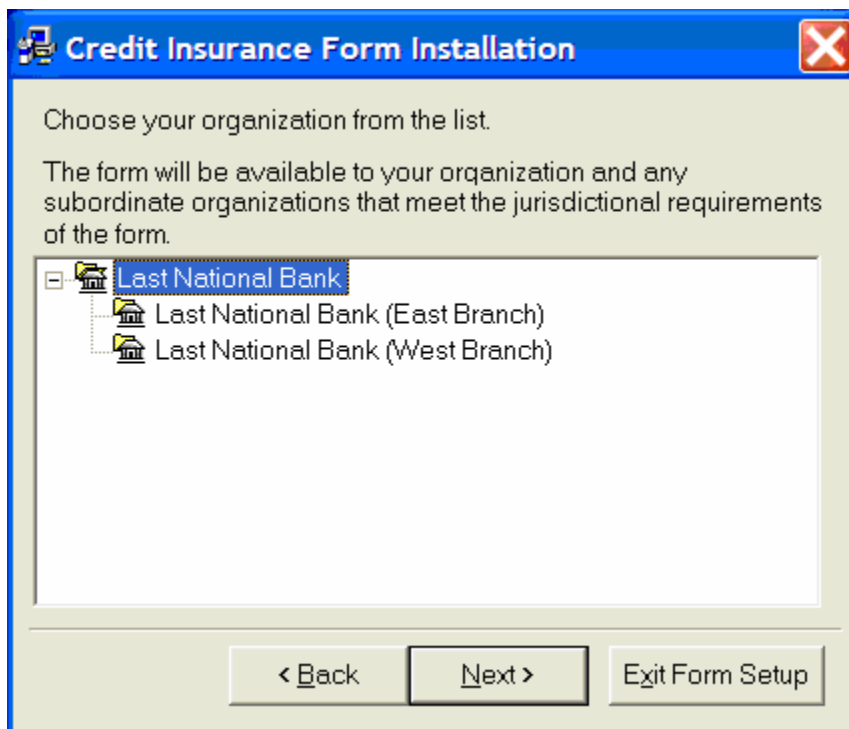 Credit Insurance Form Installation
Choose your organization from the list.
The form will be available to your organization and any
subordinate organizations that meet the jurisdictional requirements
of the form.
Last National Bank
Last National Bank (East Branch)
Last National Bank (West Branch)
< Back
Next >
Exit Form Setup